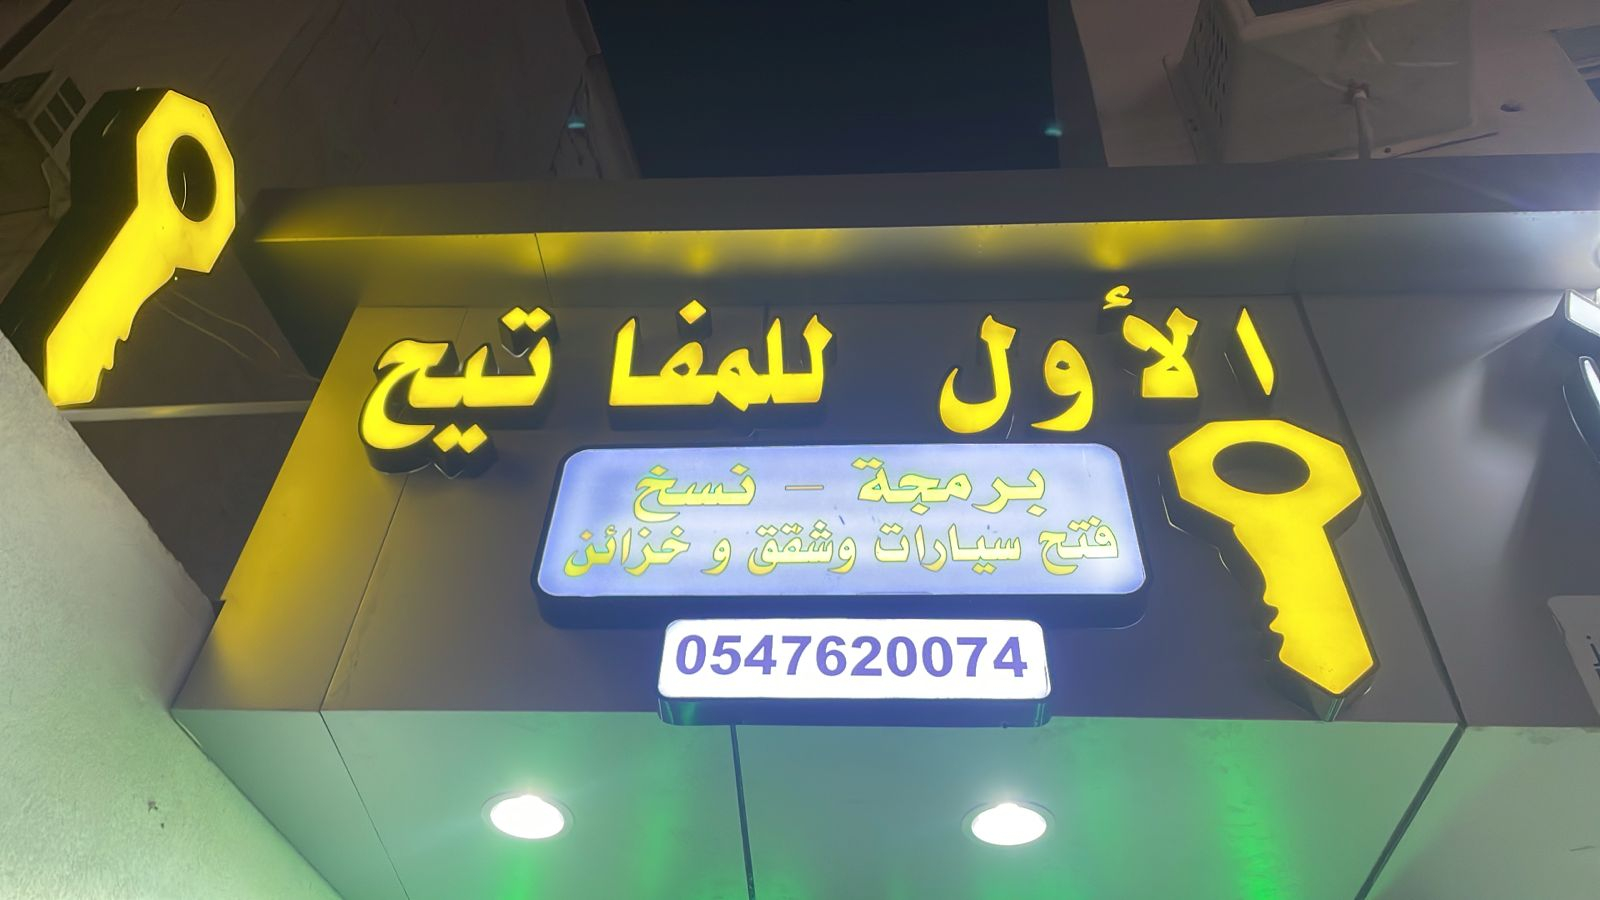 الأول للمفاتيح
برمجة - نسخ
فتح سيارات وشقق و خزائن
0547620074